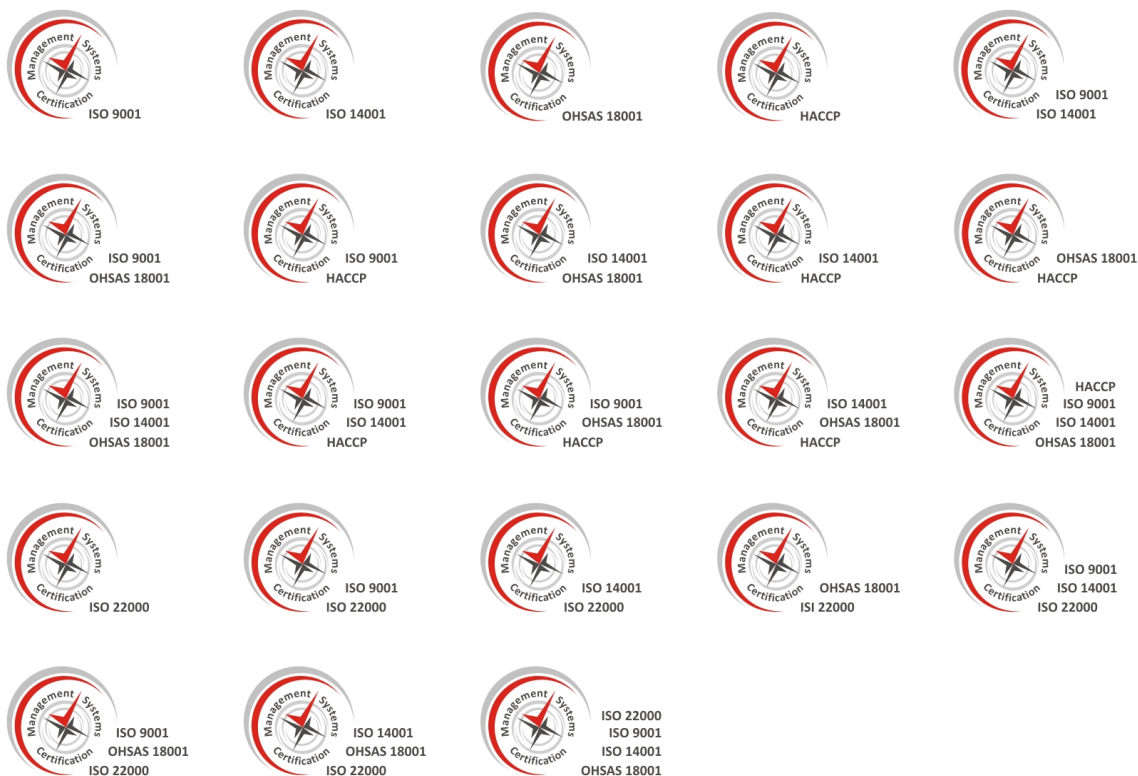 Management Systems Certification
ISO 9001
Management Systems Certification
ISO 14001
Management Systems Certification
OHSAS 18001
Management Systems Certification
HACCP
Management Systems Certification
ISO 9001
ISO 14001
Management Systems Certification
ISO 9001
OHSAS 18001
Management Systems Certification
ISO 9001
HACCP
Management Systems Certification
ISO 14001
OHSAS 18001
Management Systems Certification
ISO 14001
HACCP
Management Systems Certification
OHSAS 18001
HACCP
Management Systems Certification
ISO 9001
ISO 14001
OHSAS 18001
Management Systems Certification
ISO 9001
ISO 14001
HACCP
Management Systems Certification
ISO 9001
OHSAS 18001
HACCP
Management Systems Certification
ISO 14001
OHSAS 18001
HACCP
Management Systems Certification
HACCP
ISO 9001
ISO 14001
OHSAS 18001
Management Systems Certification
ISO 22000
Management Systems Certification
ISO 9001
ISO 22000
Management Systems Certification
ISO 14001
ISO 22000
Management Systems Certification
OHSAS 18001
ISI 22000
Management Systems Certification
ISO 9001
ISO 14001
ISO 22000
Management Systems Certification
ISO 9001
OHSAS 18001
ISO 22000
Management Systems Certification
ISO 14001
OHSAS 18001
ISO 22000
Management Systems Certification
ISO 22000
ISO 9001
ISO 14001
OHSAS 18001